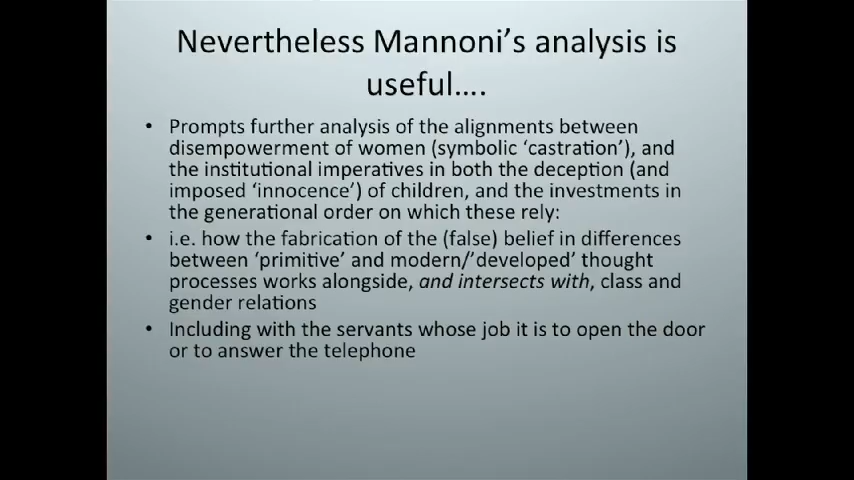 Nevertheless Mannoni's analysis is
useful....
• Prompts further analysis of the alignments between
disempowerment of women (symbolic 'castration'), and
the institutional imperatives in both the deception (and
imposed 'innocence') of children, and the investments in
the generational order on which these rely:
• i.e. how the fabrication of the (false) belief in differences
between 'primitive' and modern/'developed' thought
processes works alongside, and intersects with, class and
gender relations
• Including with the servants whose job it is to open the door
or to answer the telephone